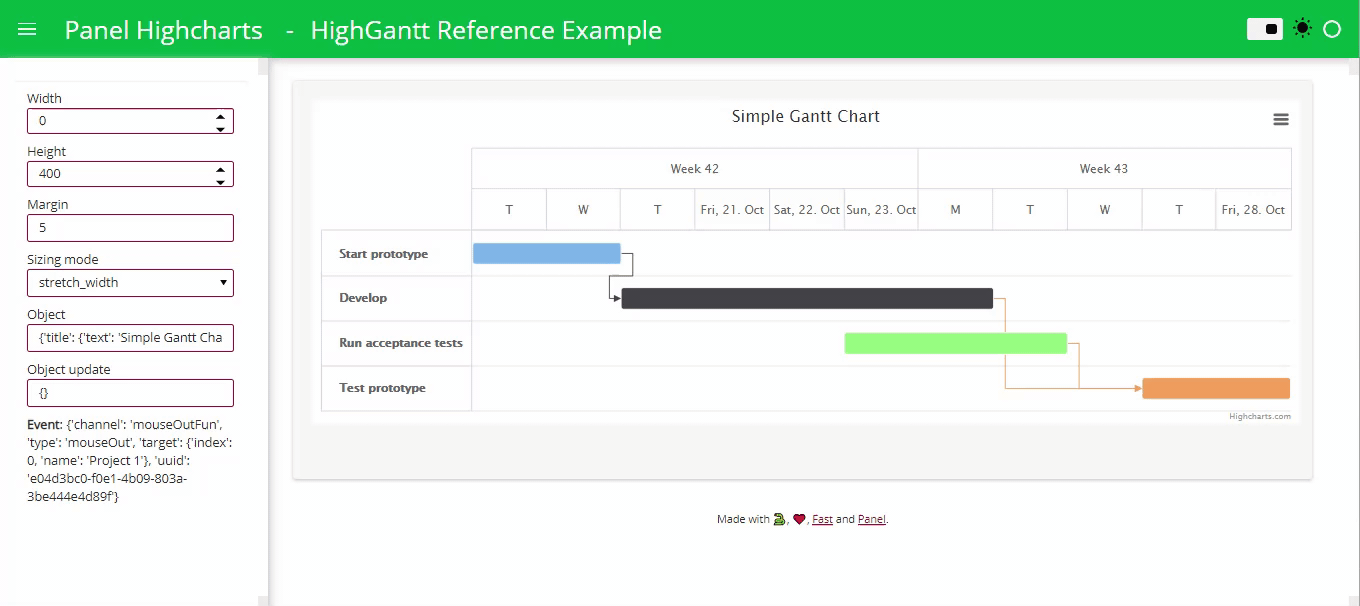 Panel Highcharts - HighGantt Reference Example
Width
0
Height
400
Margin
5
Sizing mode
stretch_width
Object
{'title': {'text': 'Simple Gantt Cha
Object update
{}
Event: {'channel': 'mouseOutFun',
'type': 'mouseOut', 'target': {'index':
0, 'name': 'Project 1'}, 'uuid':
'e04d3bc0-f0e1-4b09-803a-
3be444e4d89f'}
Simple Gantt Chart
Week 42 Week 43
T W T Fri, 21. Oct Sat, 22. Oct Sun, 23. Oct M T W T Fri, 28. Oct
Start prototype
Develop
Run acceptance tests
Test prototype
Highcharts.com
Made with , , Fast and Panel.